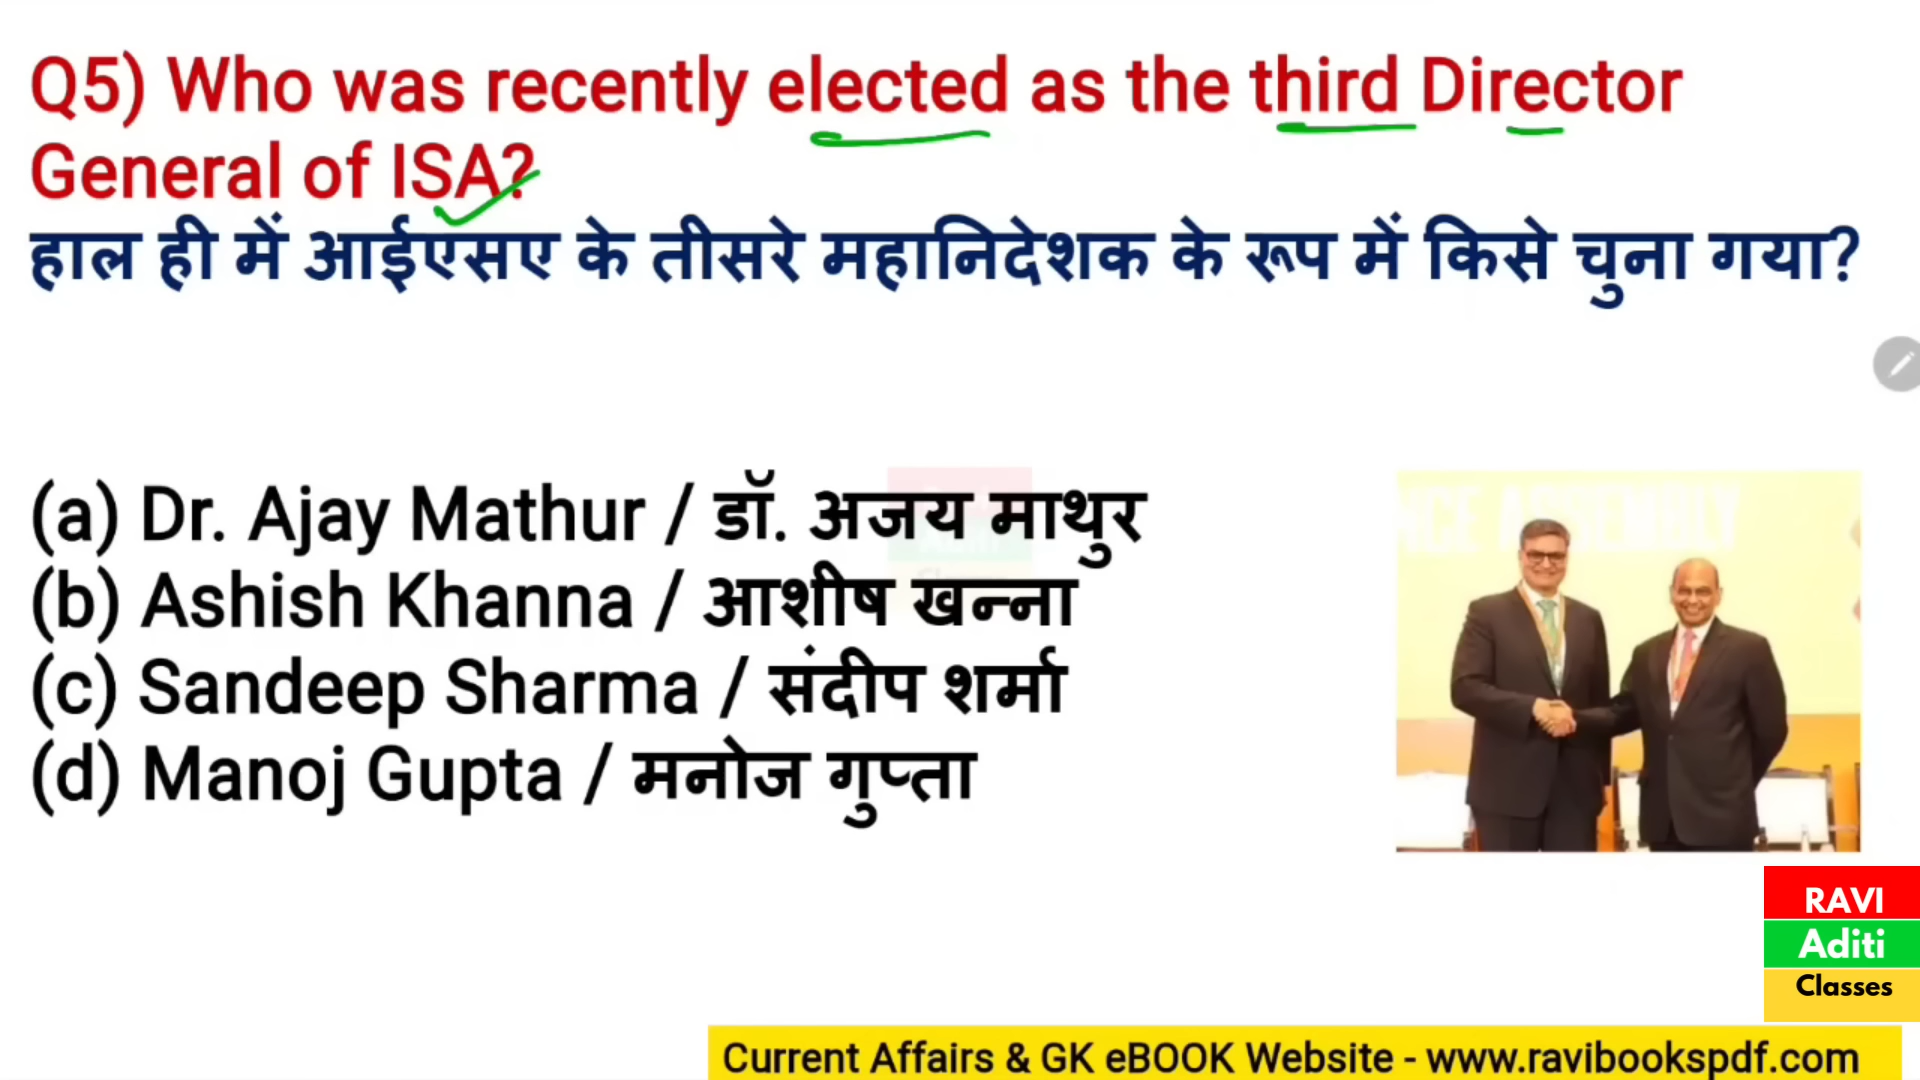 Q5) Who was recently elected as the third Director
General of ISA?
हाल ही में आईएसए के तीसरे महानिदेशक के रूप में किसे चुना गया?
(a) Dr. Ajay Mathur / डॉ. अजय माथुर
(b) Ashish Khanna / आशीष खन्ना
(c) Sandeep Sharma / संदीप शर्मा
(d) Manoj Gupta / मनोज गुप्ता
NCE ASSEMBLY
RAVI
Aditi
Classes
Current Affairs & GK eBOOK Website - www.ravibookspdf.com